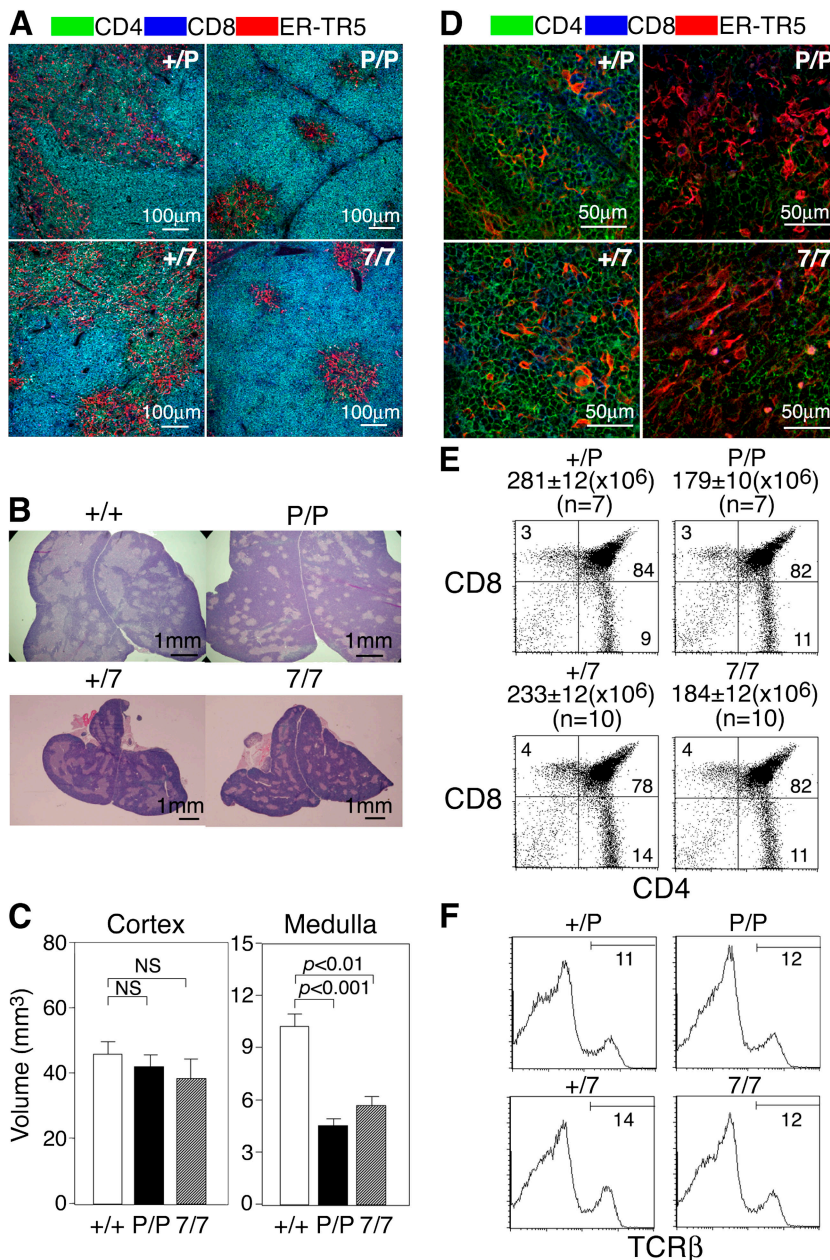 A
CD4 CD8 ER-TR5
+/P P/P
100µm 100µm
+/7 7/7
100µm 100µm
B
+/+ P/P
1mm 1mm
+/7 7/7
1mm 1mm
C
Cortex Medulla
Volume (mm3)
80
60
40
20
0
NS
NS
+/+ P/P 7/7
15
12
9
6
3
0
p<0.01
p<0.001
+/+ P/P 7/7
D
CD4 CD8 ER-TR5
+/P P/P
50µm 50µm
+/7 7/7
50µm 50µm
E
+/P P/P
281±12(x10⁶) 179±10(x10⁶)
(n=7) (n=7)
CD8
3 84 9
3 82 11
+/7 7/7
233±12(x10⁶) 184±12(x10⁶)
(n=10) (n=10)
CD8
4 78 14
4 82 11
CD4
F
+/P P/P
11 12
+/7 7/7
14 12
TCRβ